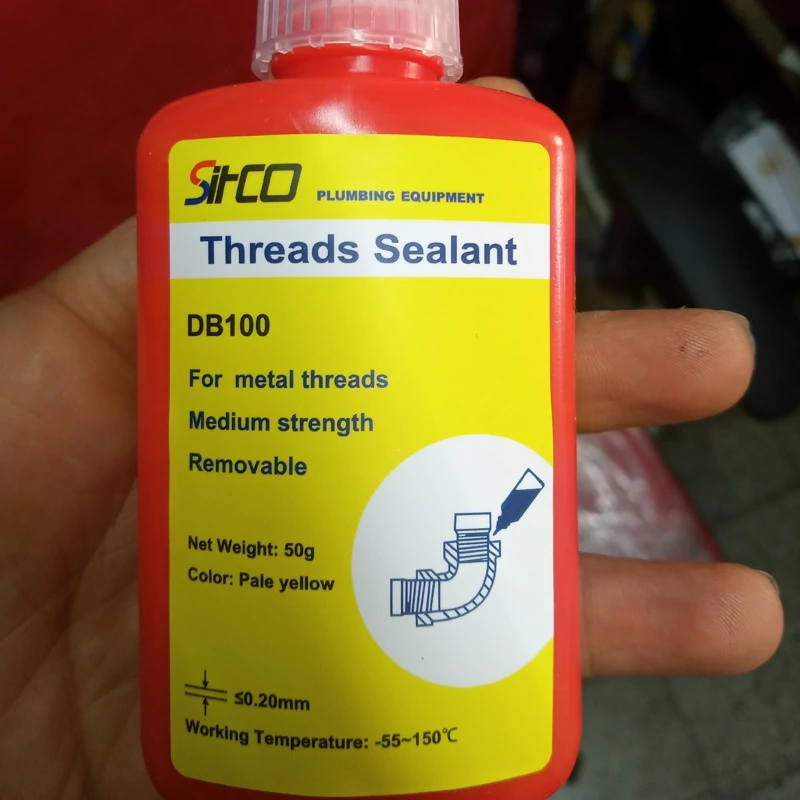 SitCO PLUMBING EQUIPMENT
Threads Sealant
DB100
For metal threads
Medium strength
Removable
Net Weight: 50g
Color: Pale yellow
≤0.20mm
Working Temperature: -55~150℃